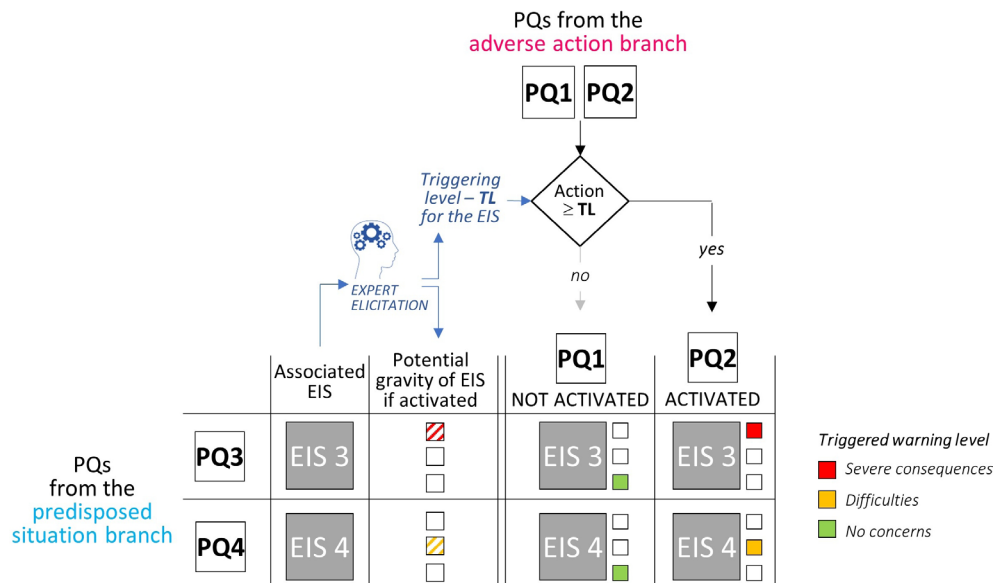 PQs from the
adverse action branch
PQ1 PQ2
Triggering
level – TL
for the EIS
Action
≥ TL
yes
no
EXPERT
ELICITATION
PQ1 PQ2
Associated
EIS
Potential
gravity of EIS
if activated
NOT ACTIVATED
ACTIVATED
PQs
from the
predisposed
situation branch
PQ3 EIS 3 EIS 3 EIS 3
PQ4 EIS 4 EIS 4 EIS 4
Triggered warning level
Severe consequences
Difficulties
No concerns